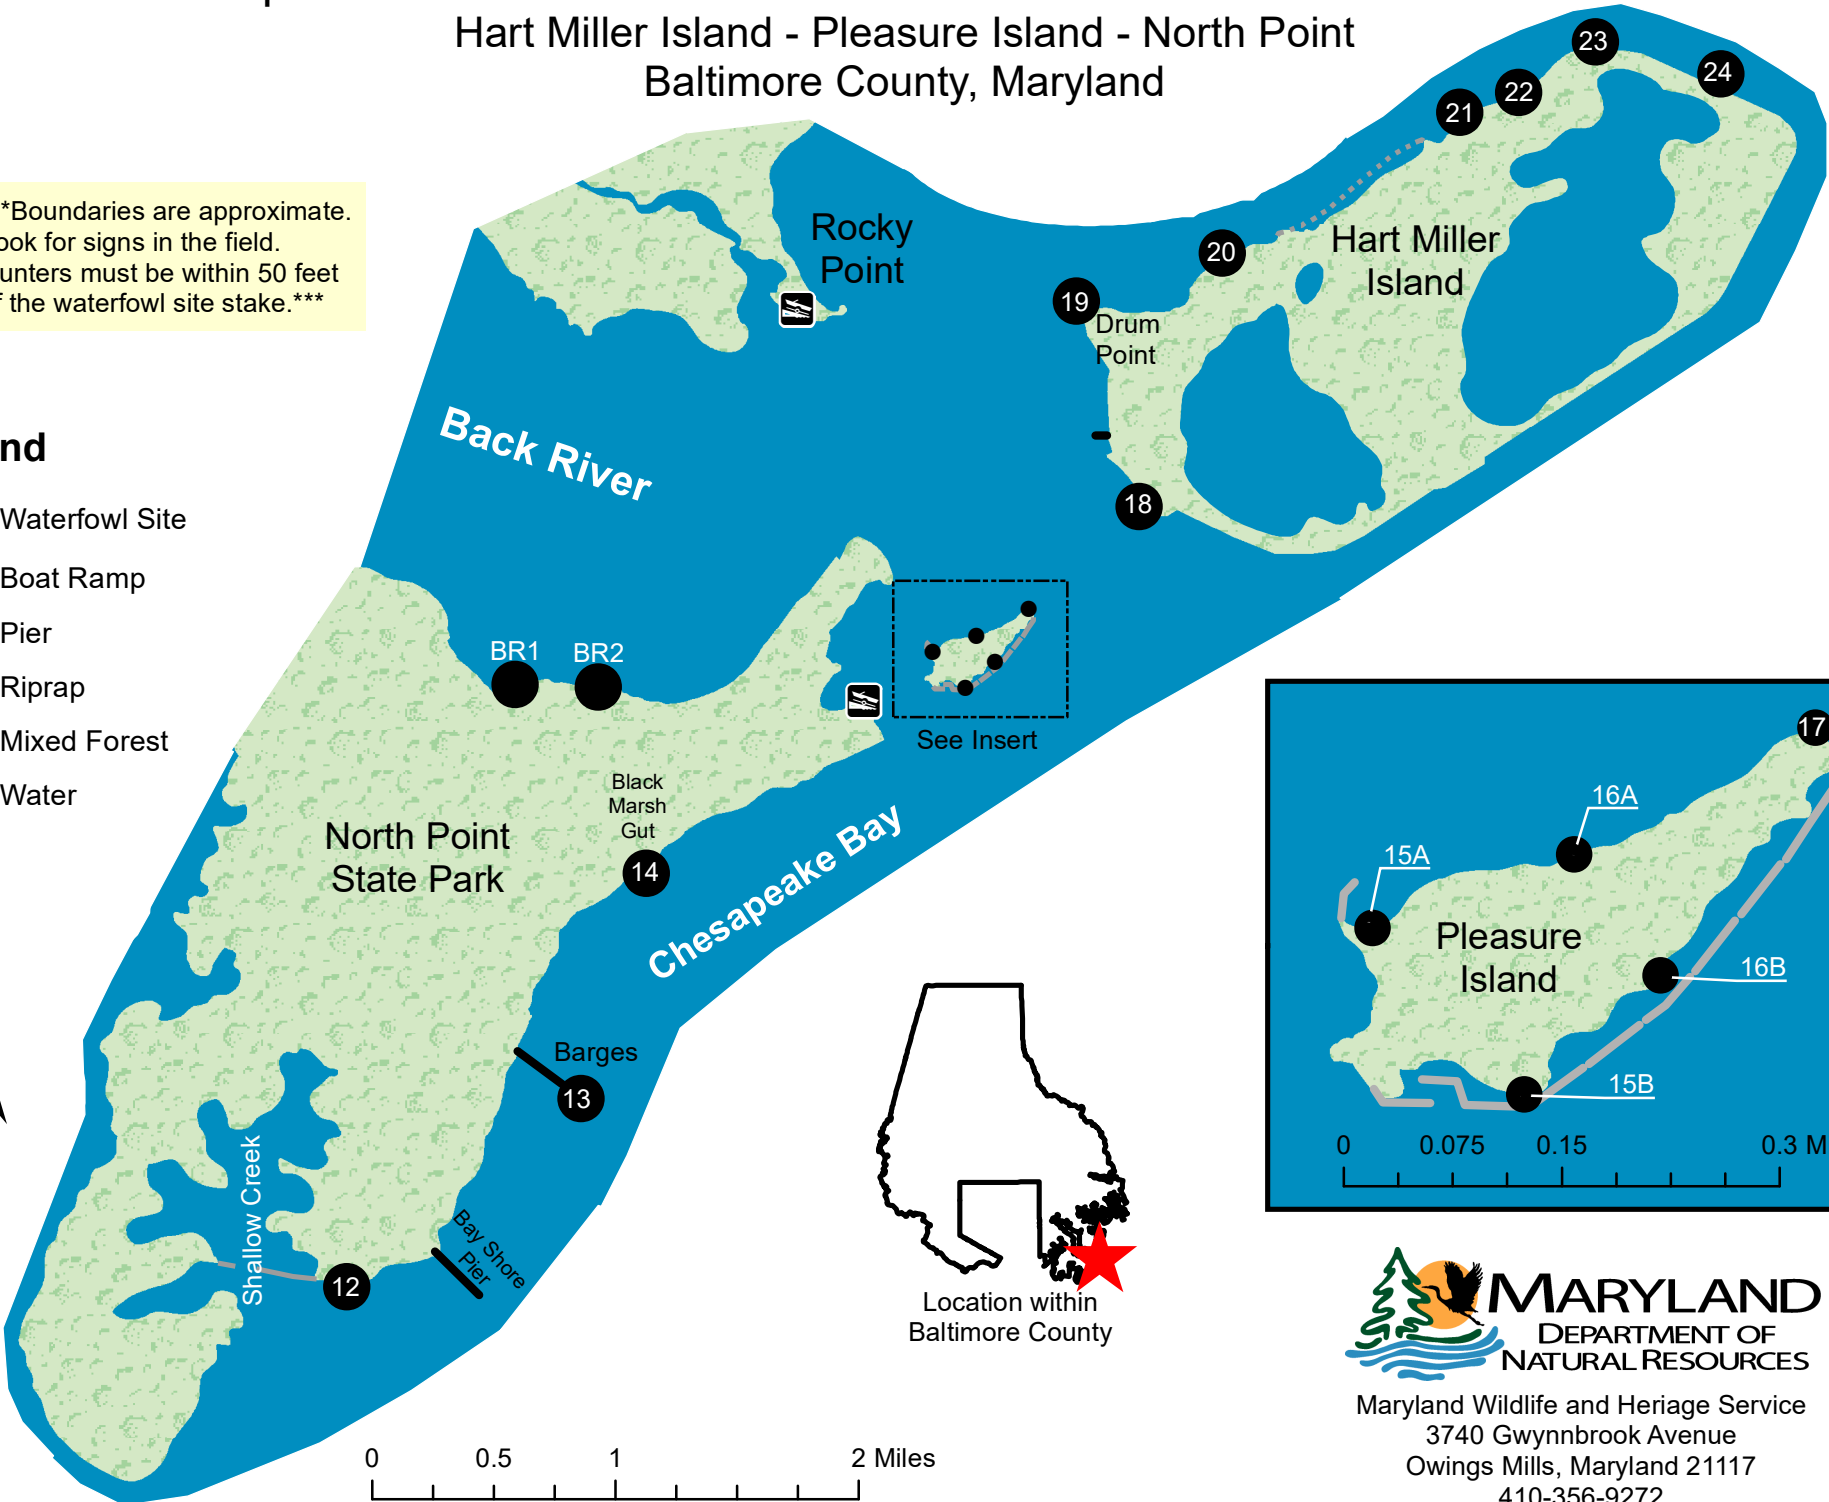 Hart Miller Island - Pleasure Island - North Point
Baltimore County, Maryland
*Boundaries are approximate.
ook for signs in the field.
unters must be within 50 feet
f the waterfowl site stake.***
nd
Waterfowl Site
Boat Ramp
Pier
Riprap
Mixed Forest
Water
23
24
22
21
20
19
18
Rocky
Point
Hart Miller
Island
Drum
Point
Back River
BR1
BR2
See Insert
Black
Marsh
Gut
14
North Point
State Park
Chesapeake Bay
Barges
13
Shallow Creek
12
Bay Shore
Pier
17
16A
15A
Pleasure
Island
16B
15B
0 0.075 0.15 0.3 M
Location within
Baltimore County
0 0.5 1 2 Miles
MARYLAND
DEPARTMENT OF
NATURAL RESOURCES
Maryland Wildlife and Heriage Service
3740 Gwynnbrook Avenue
Owings Mills, Maryland 21117
410-356-9272